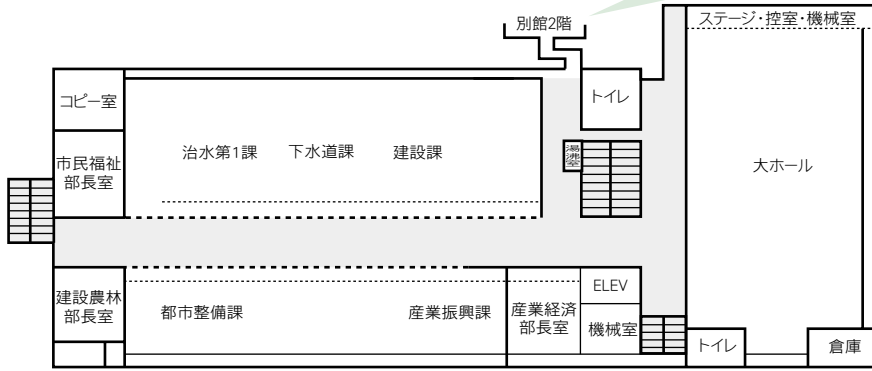 別館2階
ステージ・控室・機械室
コピー室
トイレ
治水第1課
下水道課
建設課
湯沸室
大ホール
市民福祉
部長室
建設農林
部長室
都市整備課
産業振興課
産業経済
部長室
ELEV
機械室
トイレ
倉庫